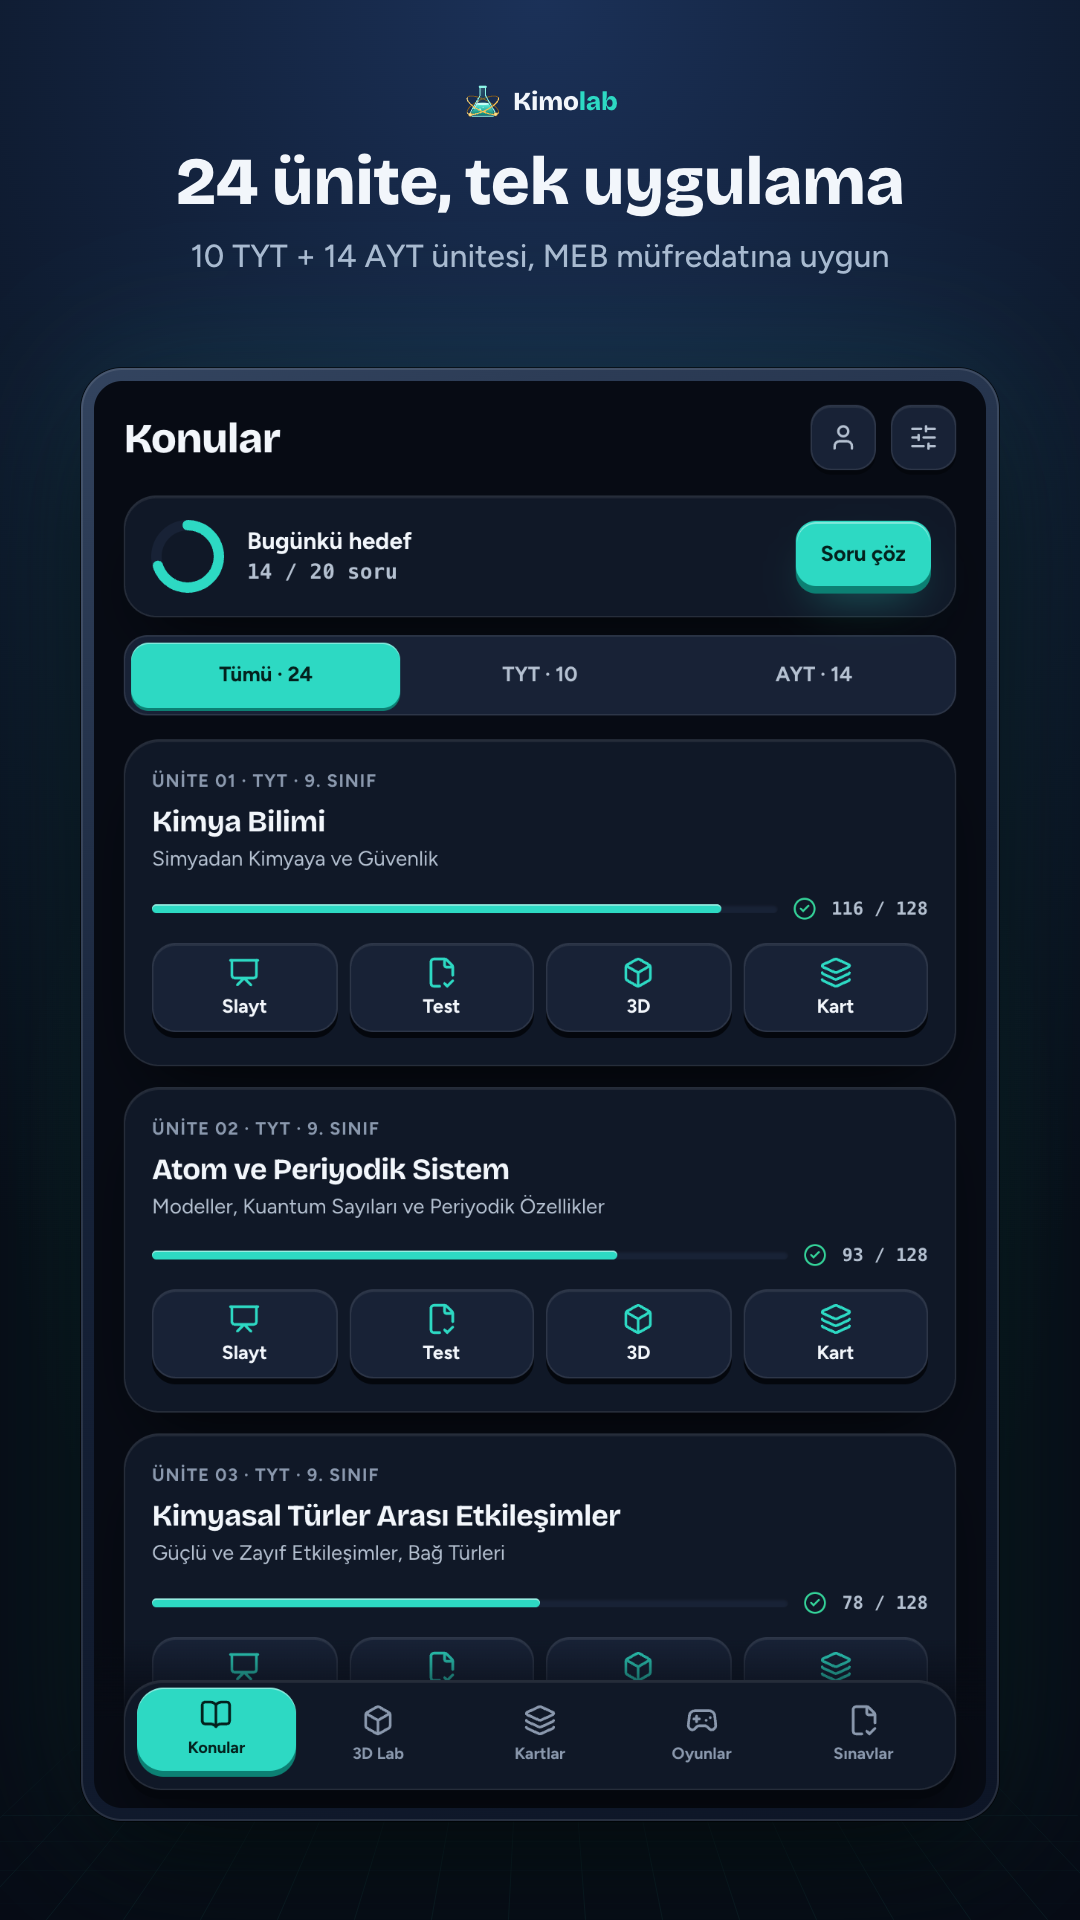 Kimolab
24 ünite, tek uygulama
10 TYT + 14 AYT ünitesi, MEB müfredatına uygun
Konular
Bugünkü hedef
14 / 20 soru
Soru çöz
Tümü · 24
TYT · 10
AYT · 14
ÜNİTE 01 · TYT · 9. SINIF
Kimya Bilimi
Simyadan Kimyaya ve Güvenlik
116 / 128
Slayt
Test
3D
Kart
ÜNİTE 02 · TYT · 9. SINIF
Atom ve Periyodik Sistem
Modeller, Kuantum Sayıları ve Periyodik Özellikler
93 / 128
Slayt
Test
3D
Kart
ÜNİTE 03 · TYT · 9. SINIF
Kimyasal Türler Arası Etkileşimler
Güçlü ve Zayıf Etkileşimler, Bağ Türleri
78 / 128
Konular
3D Lab
Kartlar
Oyunlar
Sınavlar